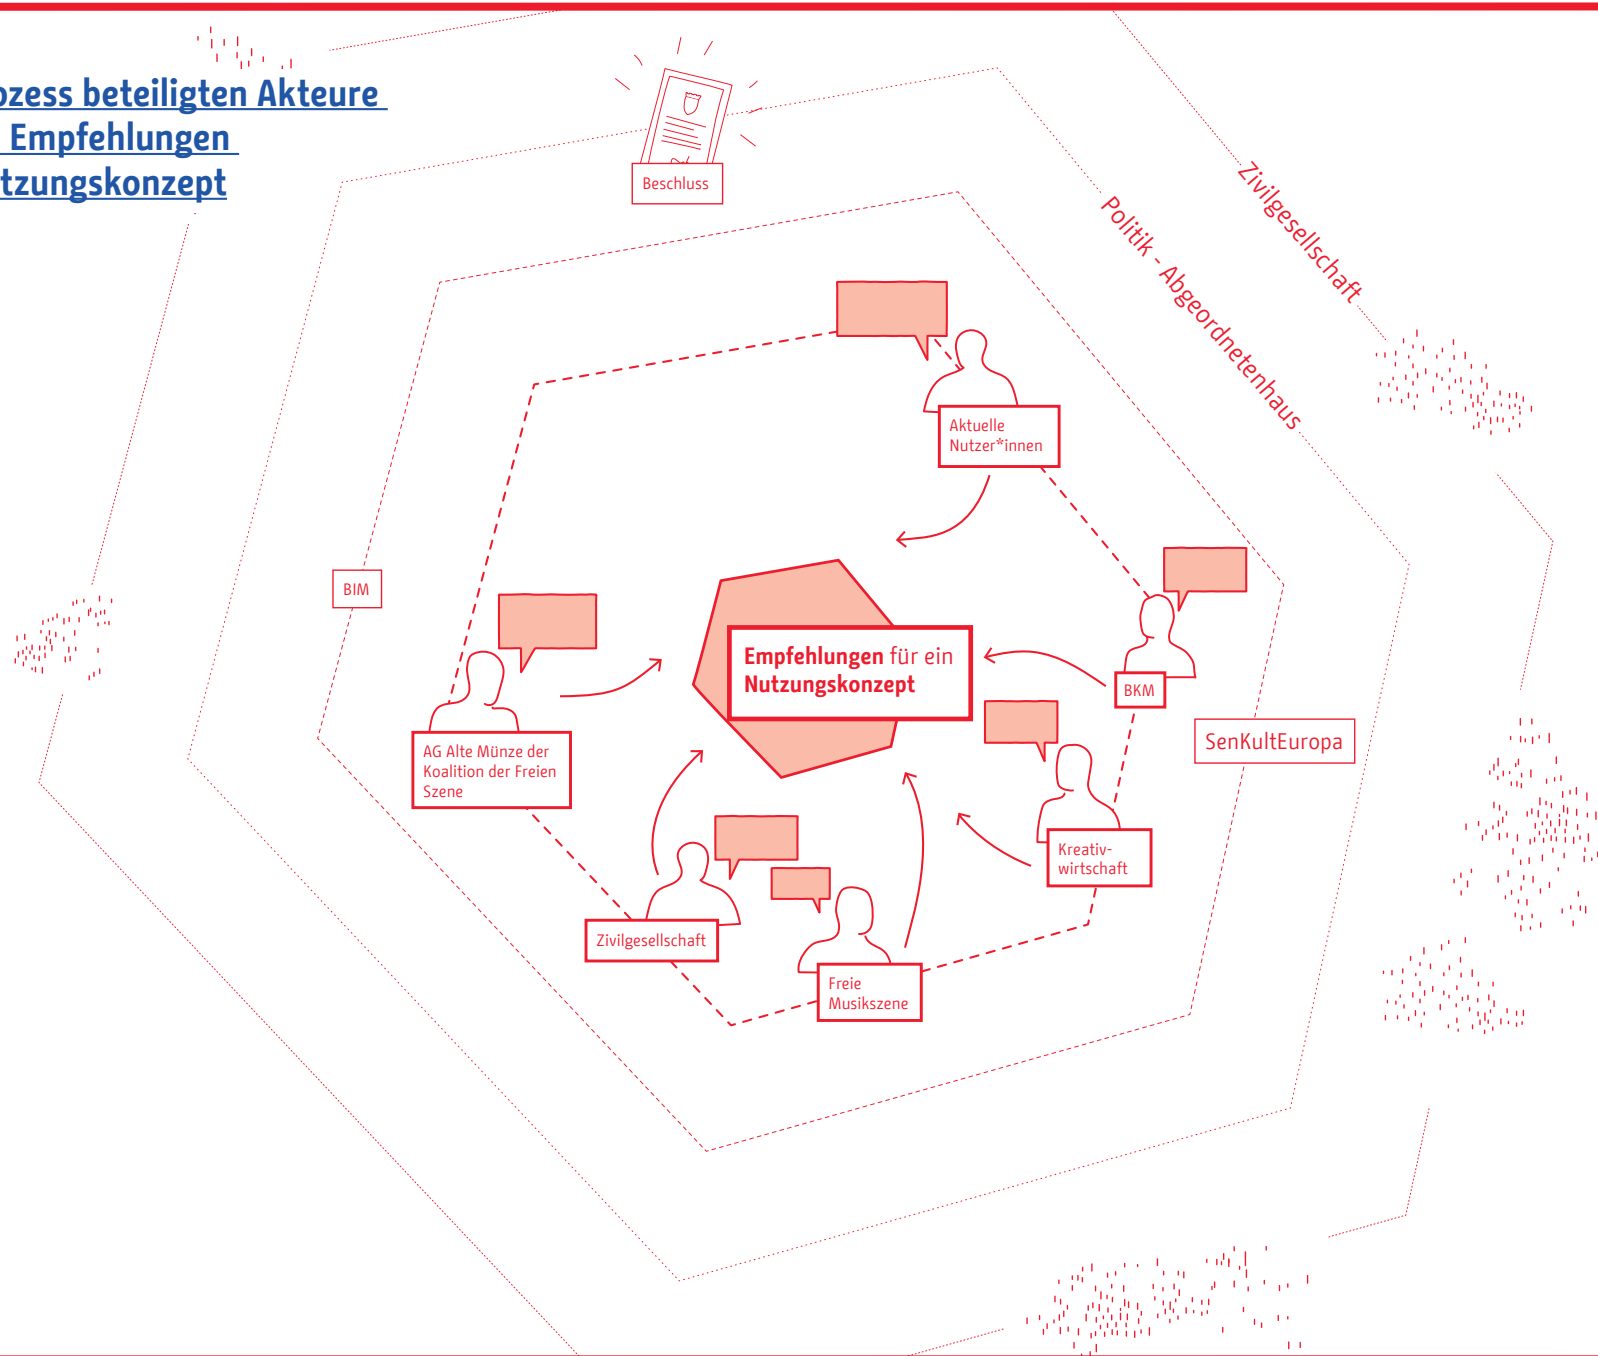 ozess beteiligten Akteure
Empfehlungen
tzungskonzept
Beschluss
Zivilgesellschaft
Politik - Abgeordnetenhaus
Aktuelle
Nutzer*innen
BIM
Empfehlungen für ein
Nutzungskonzept
BKM
SenKultEuropa
AG Alte Münze der
Koalition der Freien
Szene
Kreativ-
wirtschaft
Zivilgesellschaft
Freie
Musikszene